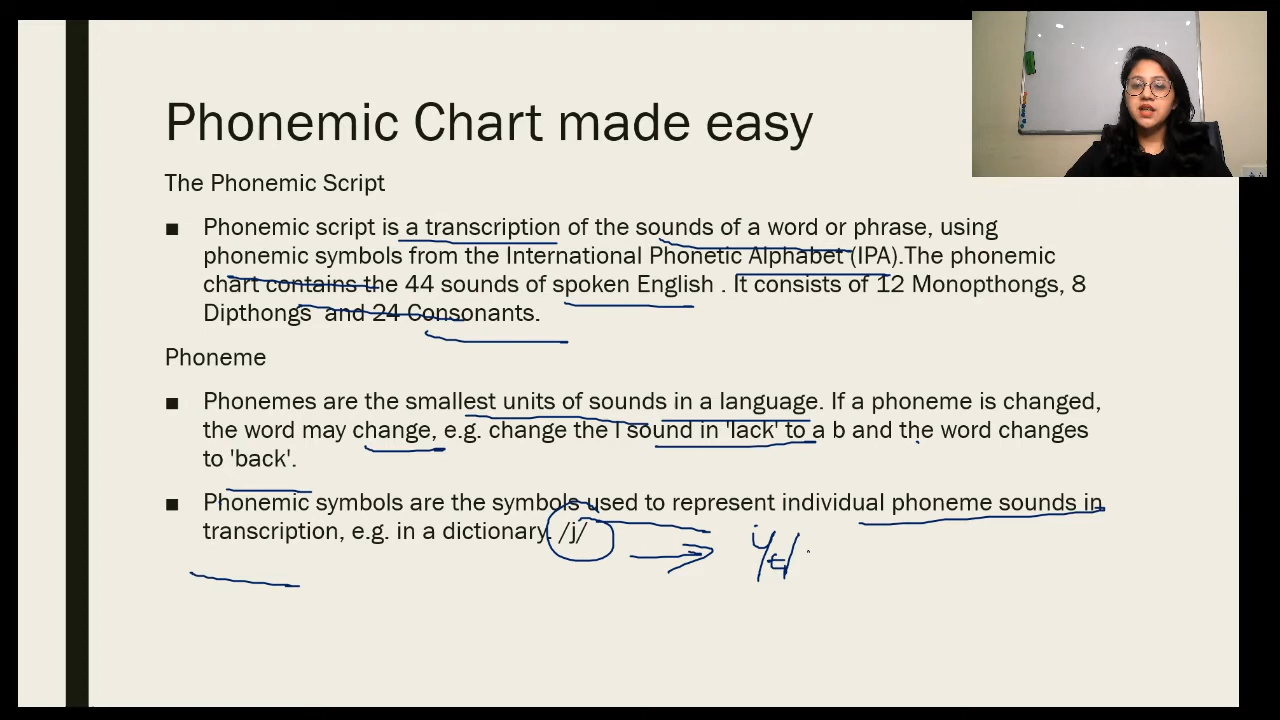 Phonemic Chart made easy
The Phonemic Script
■ Phonemic script is a transcription of the sounds of a word or phrase, using
phonemic symbols from the International Phonetic Alphabet (IPA).The phonemic
chart contains the 44 sounds of spoken English . It consists of 12 Monopthongs, 8
Dipthongs and 24 Consonants.
Phoneme
■ Phonemes are the smallest units of sounds in a language. If a phoneme is changed,
the word may change, e.g. change the l sound in 'lack' to a b and the word changes
to 'back'.
■ Phonemic symbols are the symbols used to represent individual phoneme sounds in
transcription, e.g. in a dictionary. /j/